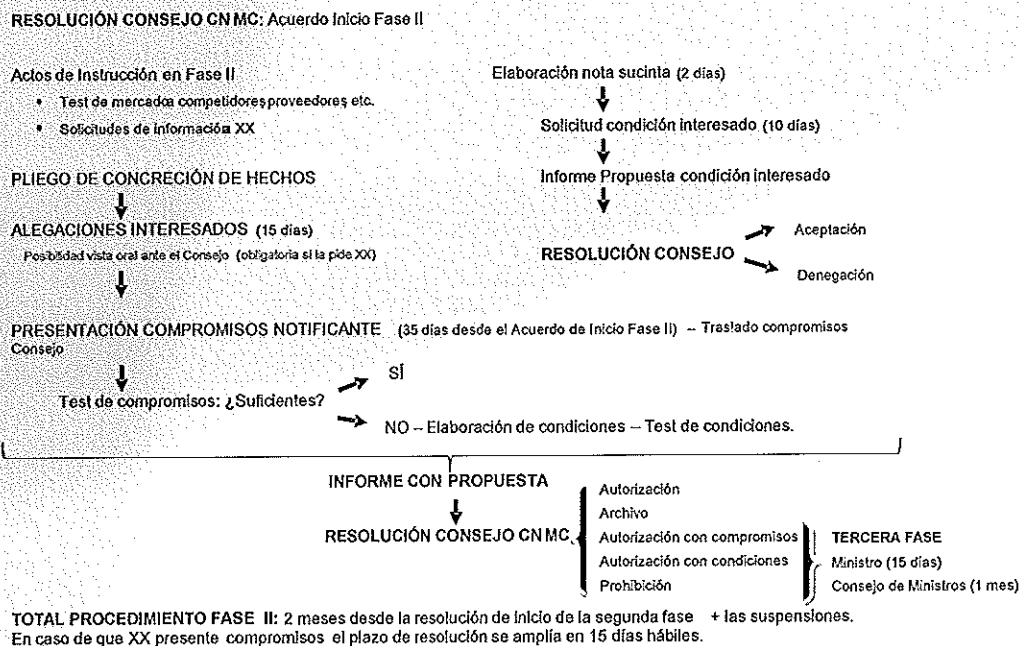 RESOLUCIÓN CONSEJO CNMC: Acuerdo Inicio Fase II
Actos de Instrucción en Fase II
• Test de mercados competidores proveedores etc.
• Solicitudes de información XX
PLIEGO DE CONCRECIÓN DE HECHOS
ALEGACIONES INTERESADOS (15 días)
Posibilidad vista oral ante el Consejo (obligatoria si la pide XX)
Elaboración nota sucinta (2 días)
Solicitud condición interesado (10 días)
Informe Propuesta condición interesado
RESOLUCIÓN CONSEJO
Aceptación
Denegación
PRESENTACIÓN COMPROMISOS NOTIFICANTE (35 días desde el Acuerdo de Inicio Fase II) – Traslado compromisos
Consejo
Test de compromisos: ¿Suficientes?
SÍ
NO – Elaboración de condiciones – Test de condiciones.
INFORME CON PROPUESTA
RESOLUCIÓN CONSEJO CNMC
Autorización
Archivo
Autorización con compromisos
Autorización con condiciones
Prohibición
TERCERA FASE
Ministro (15 días)
Consejo de Ministros (1 mes)
TOTAL PROCEDIMIENTO FASE II: 2 meses desde la resolución de inicio de la segunda fase + las suspensiones.
En caso de que XX presente compromisos el plazo de resolución se amplía en 15 días hábiles.